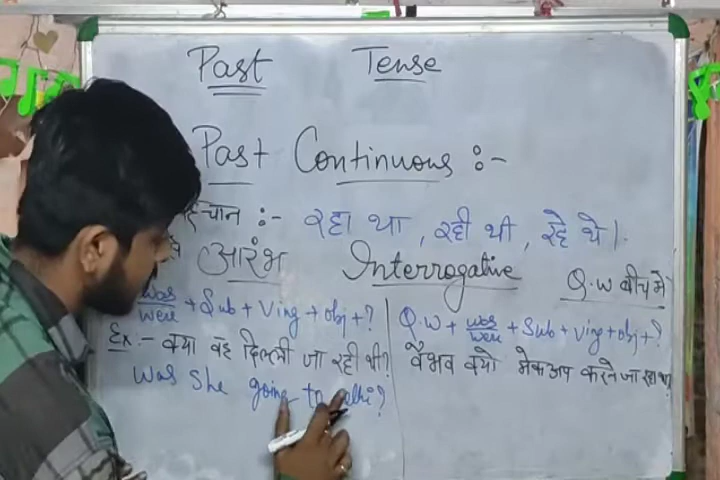 Past Tense
Past Continuous :-
हचान :- रहा था, रही थी, रहे थे।
आरंभ Interrogative Q.W बीच में
was/were + Sub + Ving + obj + ?
Q.W + was/were + Sub + Ving + obj + ?
Ex:- क्या वह दिल्ली जा रही थी?
वैभव क्यो मेकअप करने जा रहा था
Was She going to Delhi?